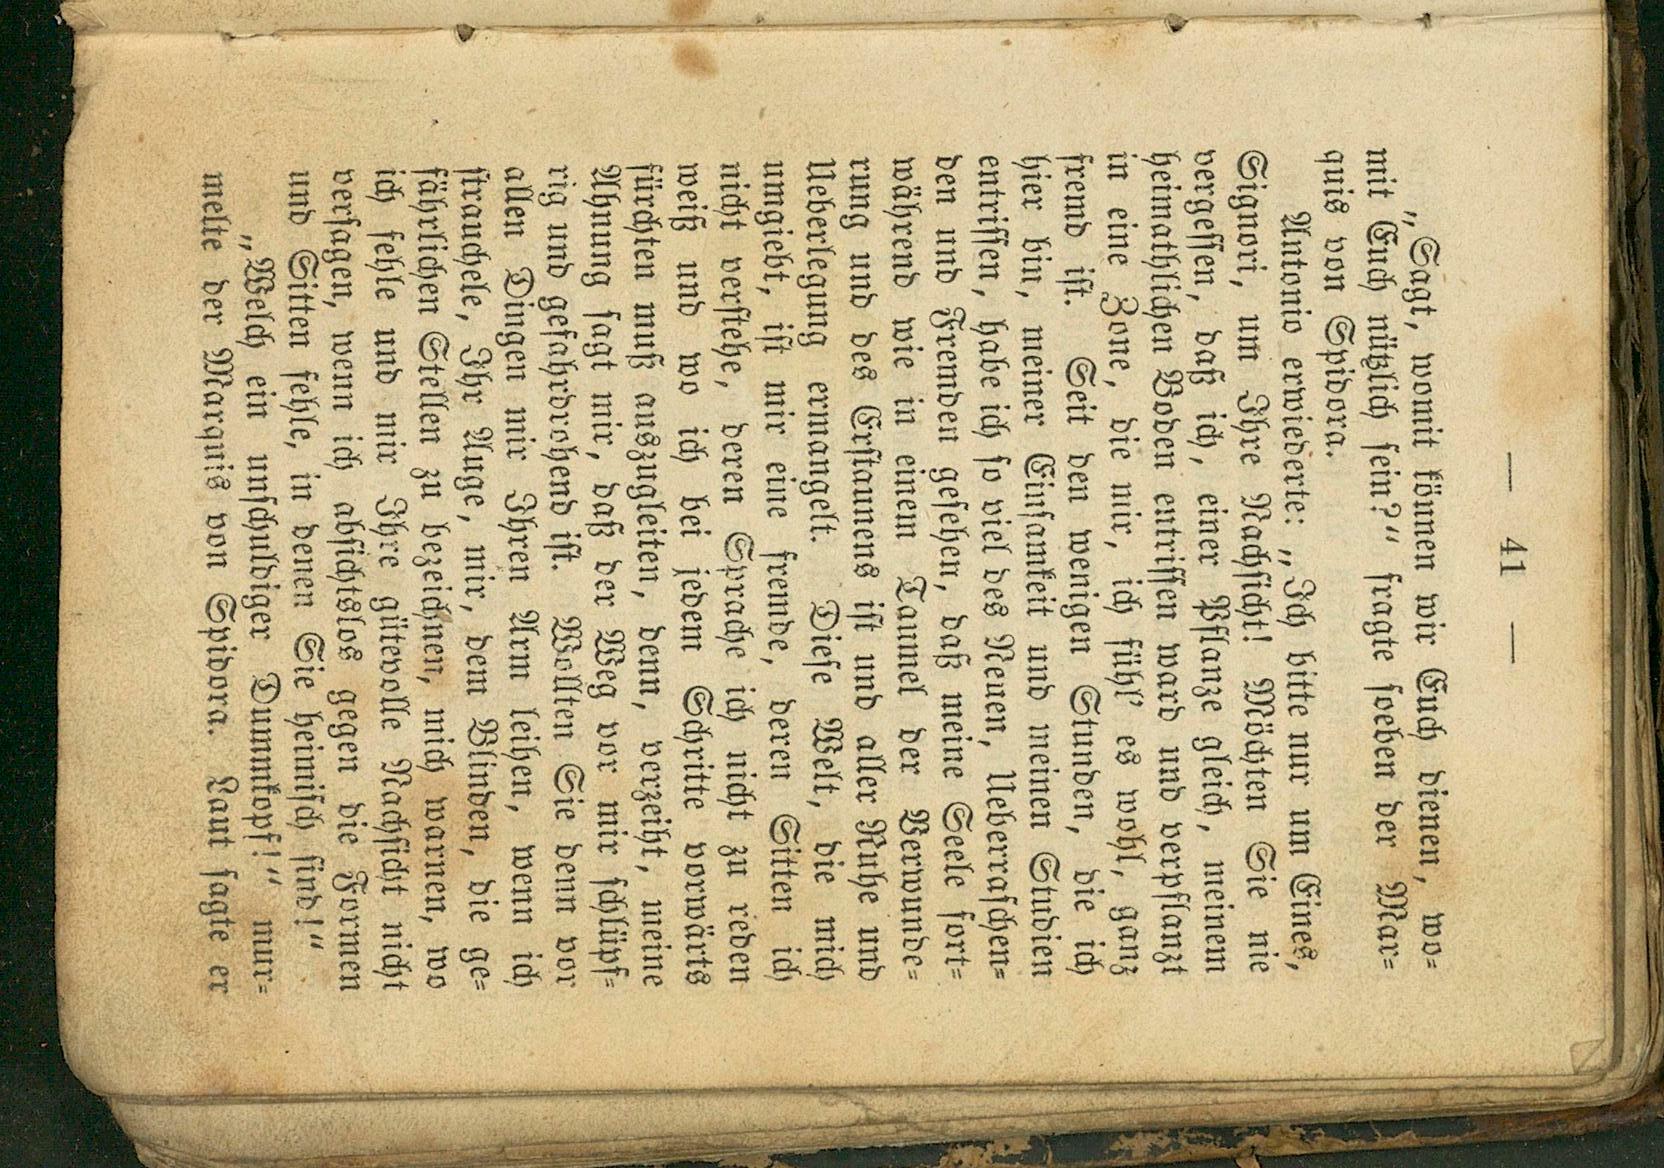 — 41 —
„Sagt, womit können wir Euch dienen, wo-
mit Euch nützlich sein?“ fragte soeben der Mar-
quis von Spidora.
Antonio erwiederte: „Ich bitte nur um Eines,
Signori, um Ihre Nachsicht! Möchten Sie nie
vergessen, daß ich, einer Pflanze gleich, meinem
heimathlichen Boden entrissen ward und verpflanzt
in eine Zone, die mir, ich fühl' es wohl, ganz
fremd ist. Seit den wenigen Stunden, die ich
hier bin, meiner Einsamkeit und meinen Studien
entrissen, habe ich so viel des Neuen, Ueberraschen-
den und Fremden gesehen, daß meine Seele fort-
während wie in einem Taumel der Verwunde-
rung und des Erstaunens ist und aller Ruhe und
Ueberlegung ermangelt. Diese Welt, die mich
umgiebt, ist mir eine fremde, deren Sitten ich
nicht verstehe, deren Sprache ich nicht zu reden
weiß und wo ich bei jedem Schritte vorwärts
fürchten muß auszugleiten, denn, verzeiht, meine
Ahnung sagt mir, daß der Weg vor mir schlüpf-
rig und gefahrdrohend ist. Wollten Sie denn vor
allen Dingen mir Ihren Arm leihen, wenn ich
strauchele, Ihr Auge, mir, dem Blinden, die ge-
fährlichen Stellen zu bezeichnen, mich warnen, wo
ich fehle und mir Ihre gütevolle Nachsicht nicht
versagen, wenn ich absichtslos gegen die Formen
und Sitten fehle, in denen Sie heimisch sind!“
„Welch ein unschuldiger Dummkopf!“ mur-
melte der Marquis von Spidora. Laut sagte er